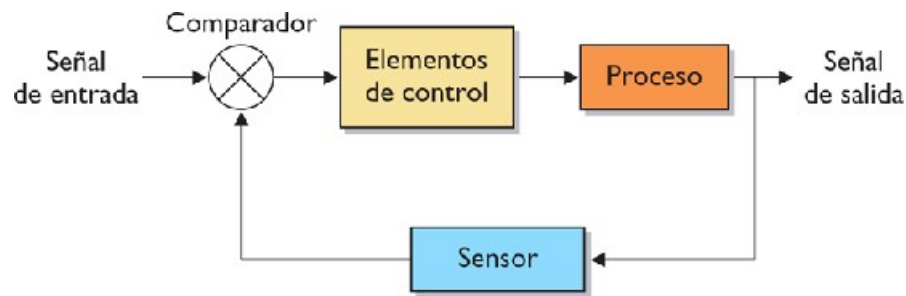 Comparador
Señal
de entrada
Elementos
de control
Proceso
Señal
de salida
Sensor